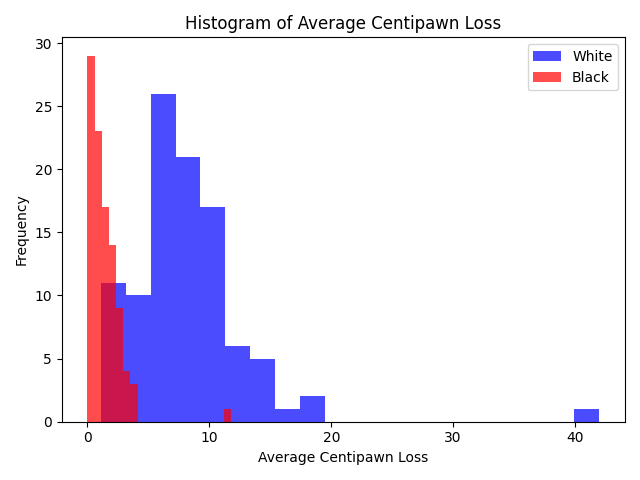 Histogram of Average Centipawn Loss
White
Black
Frequency
30
25
20
15
10
5
0
0 10 20 30 40
Average Centipawn Loss